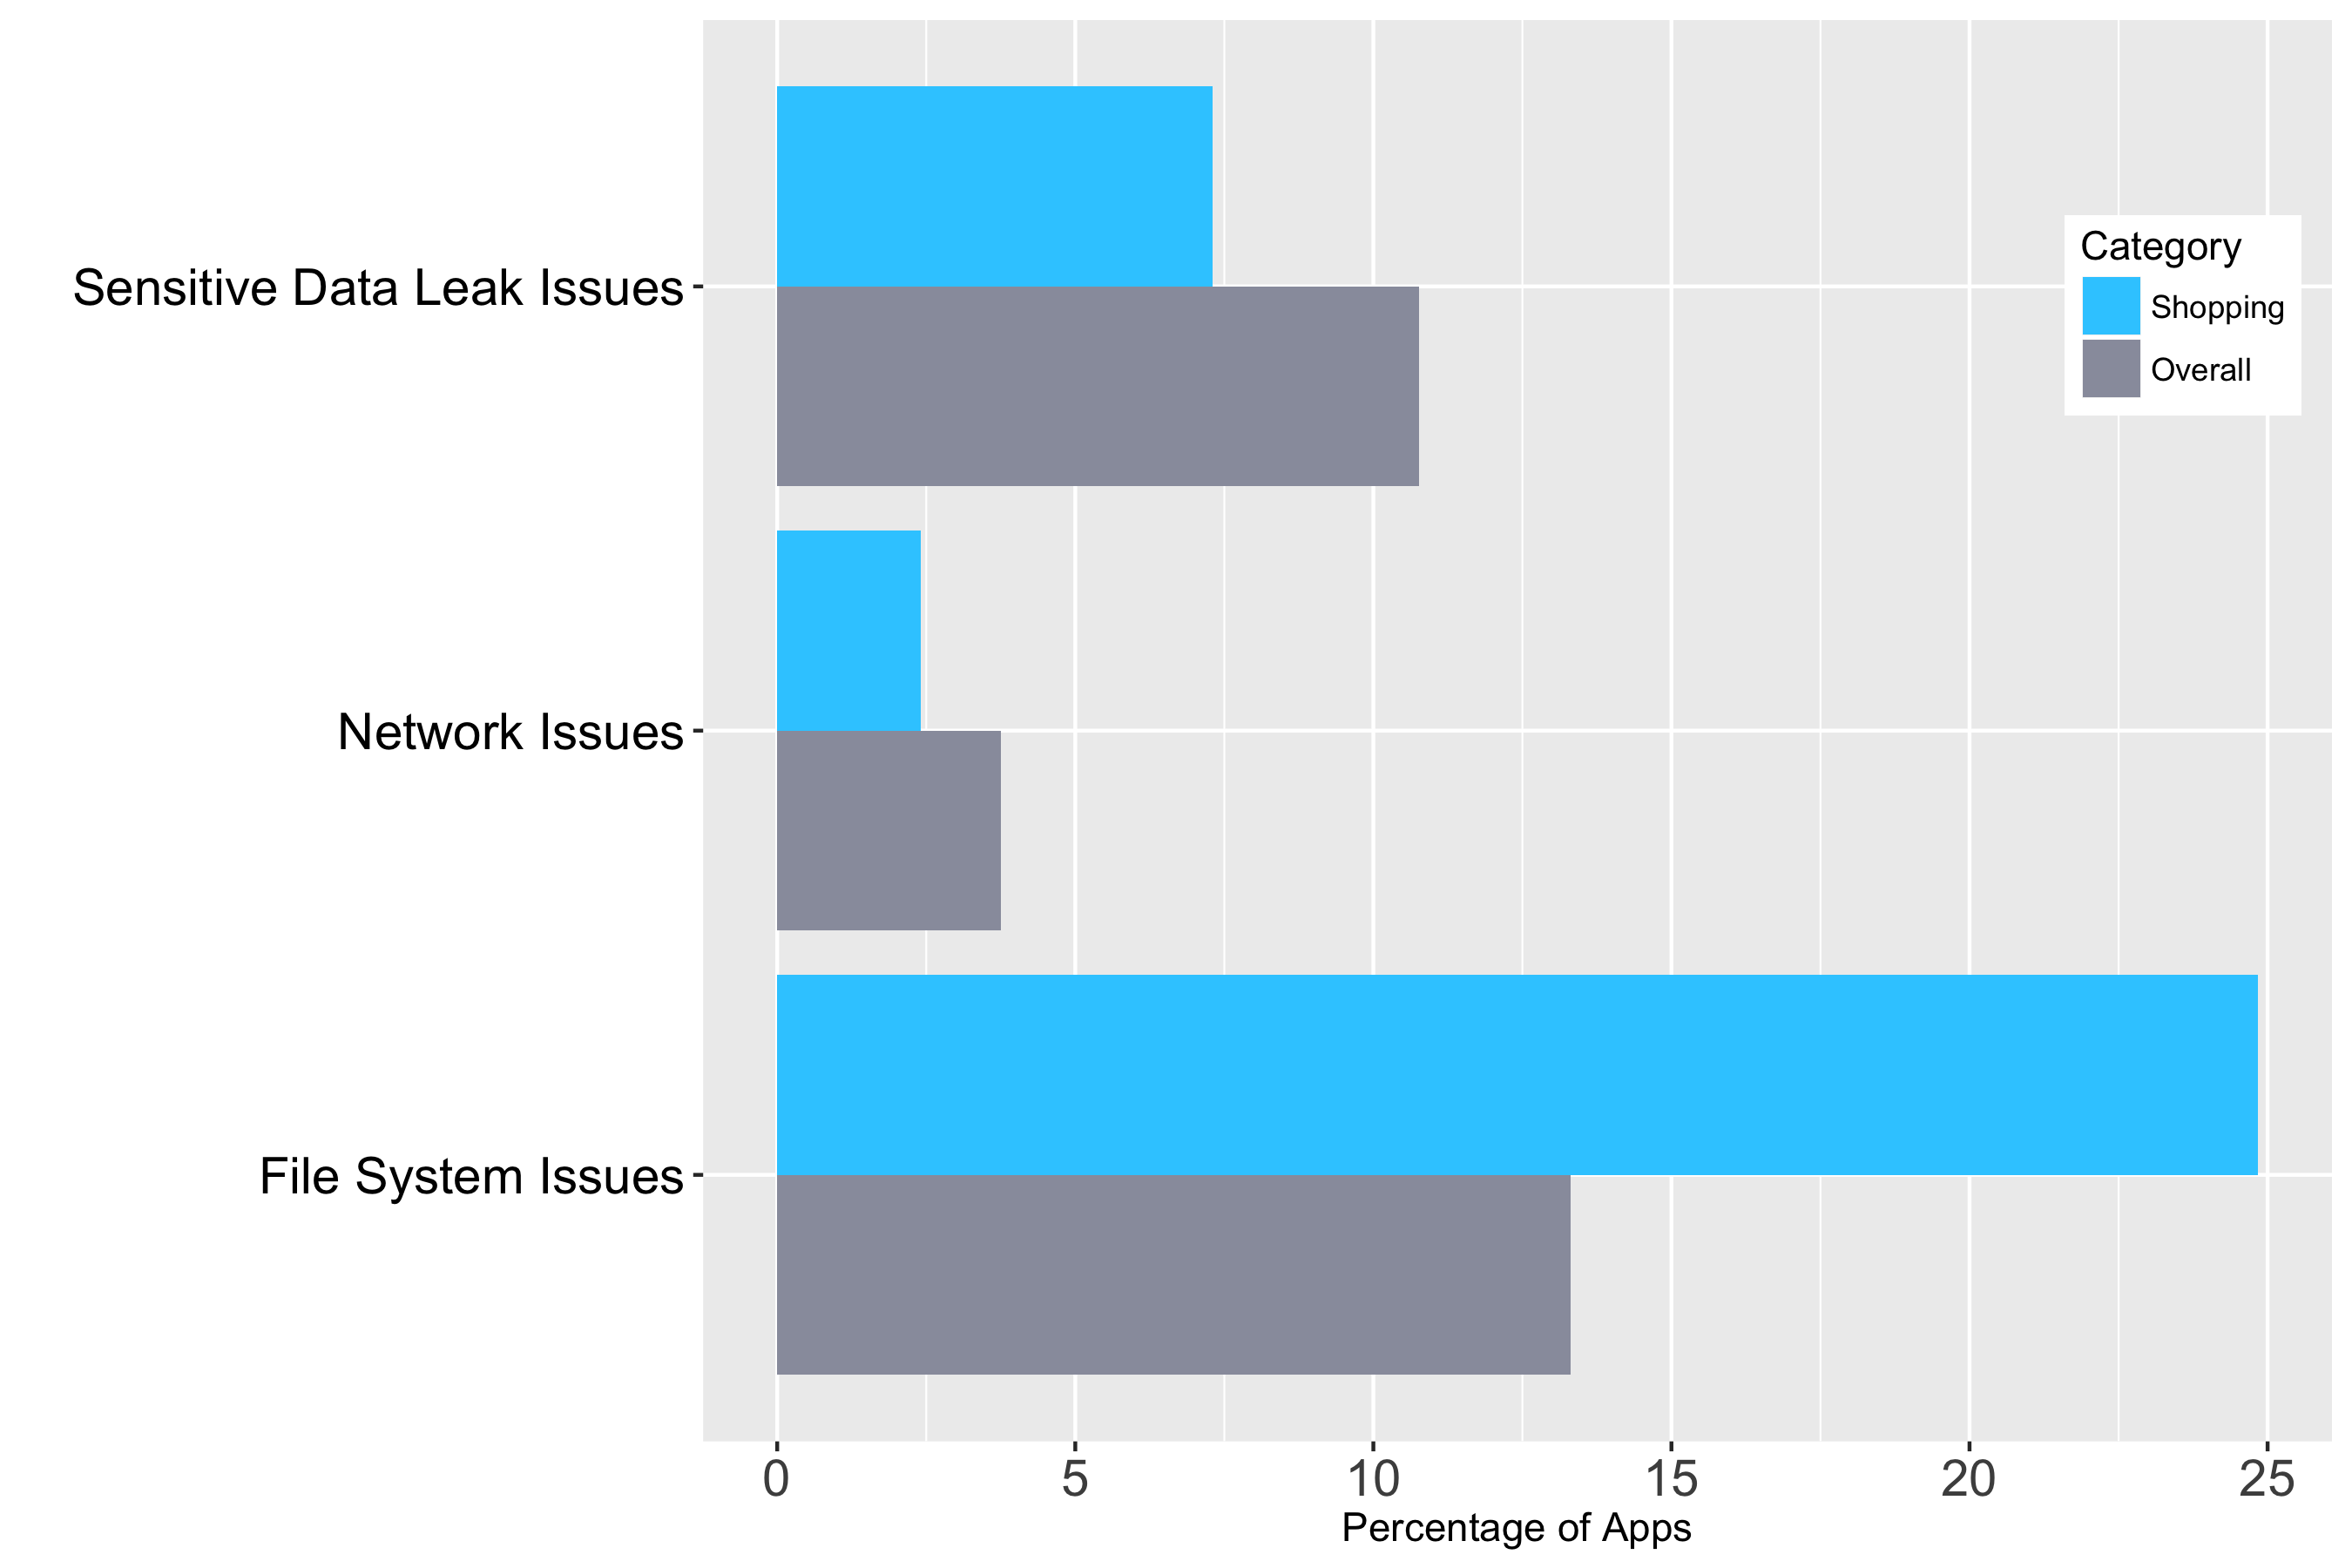 Sensitive Data Leak Issues
Network Issues
File System Issues
Category
Shopping
Overall
0 5 10 15 20 25
Percentage of Apps